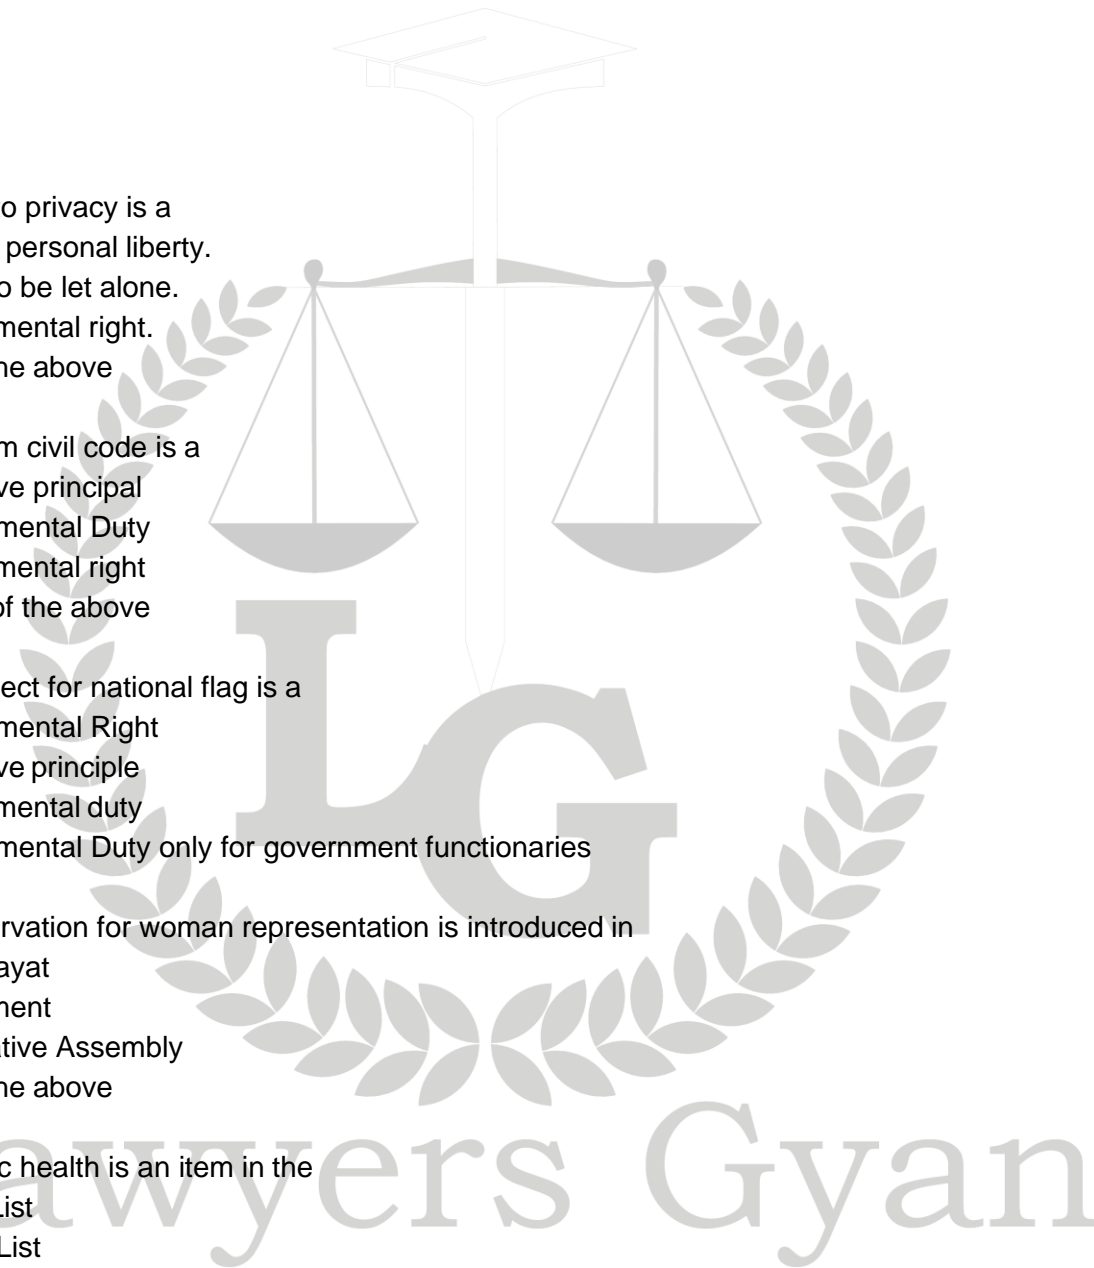 o privacy is a
personal liberty.
o be let alone.
mental right.
he above
m civil code is a
ve principal
mental Duty
mental right
of the above
ect for national flag is a
mental Right
ve principle
mental duty
mental Duty only for government functionaries
rvation for woman representation is introduced in
ayat
ment
ative Assembly
he above
c health is an item in the
List
List
LG
awyers Gyan